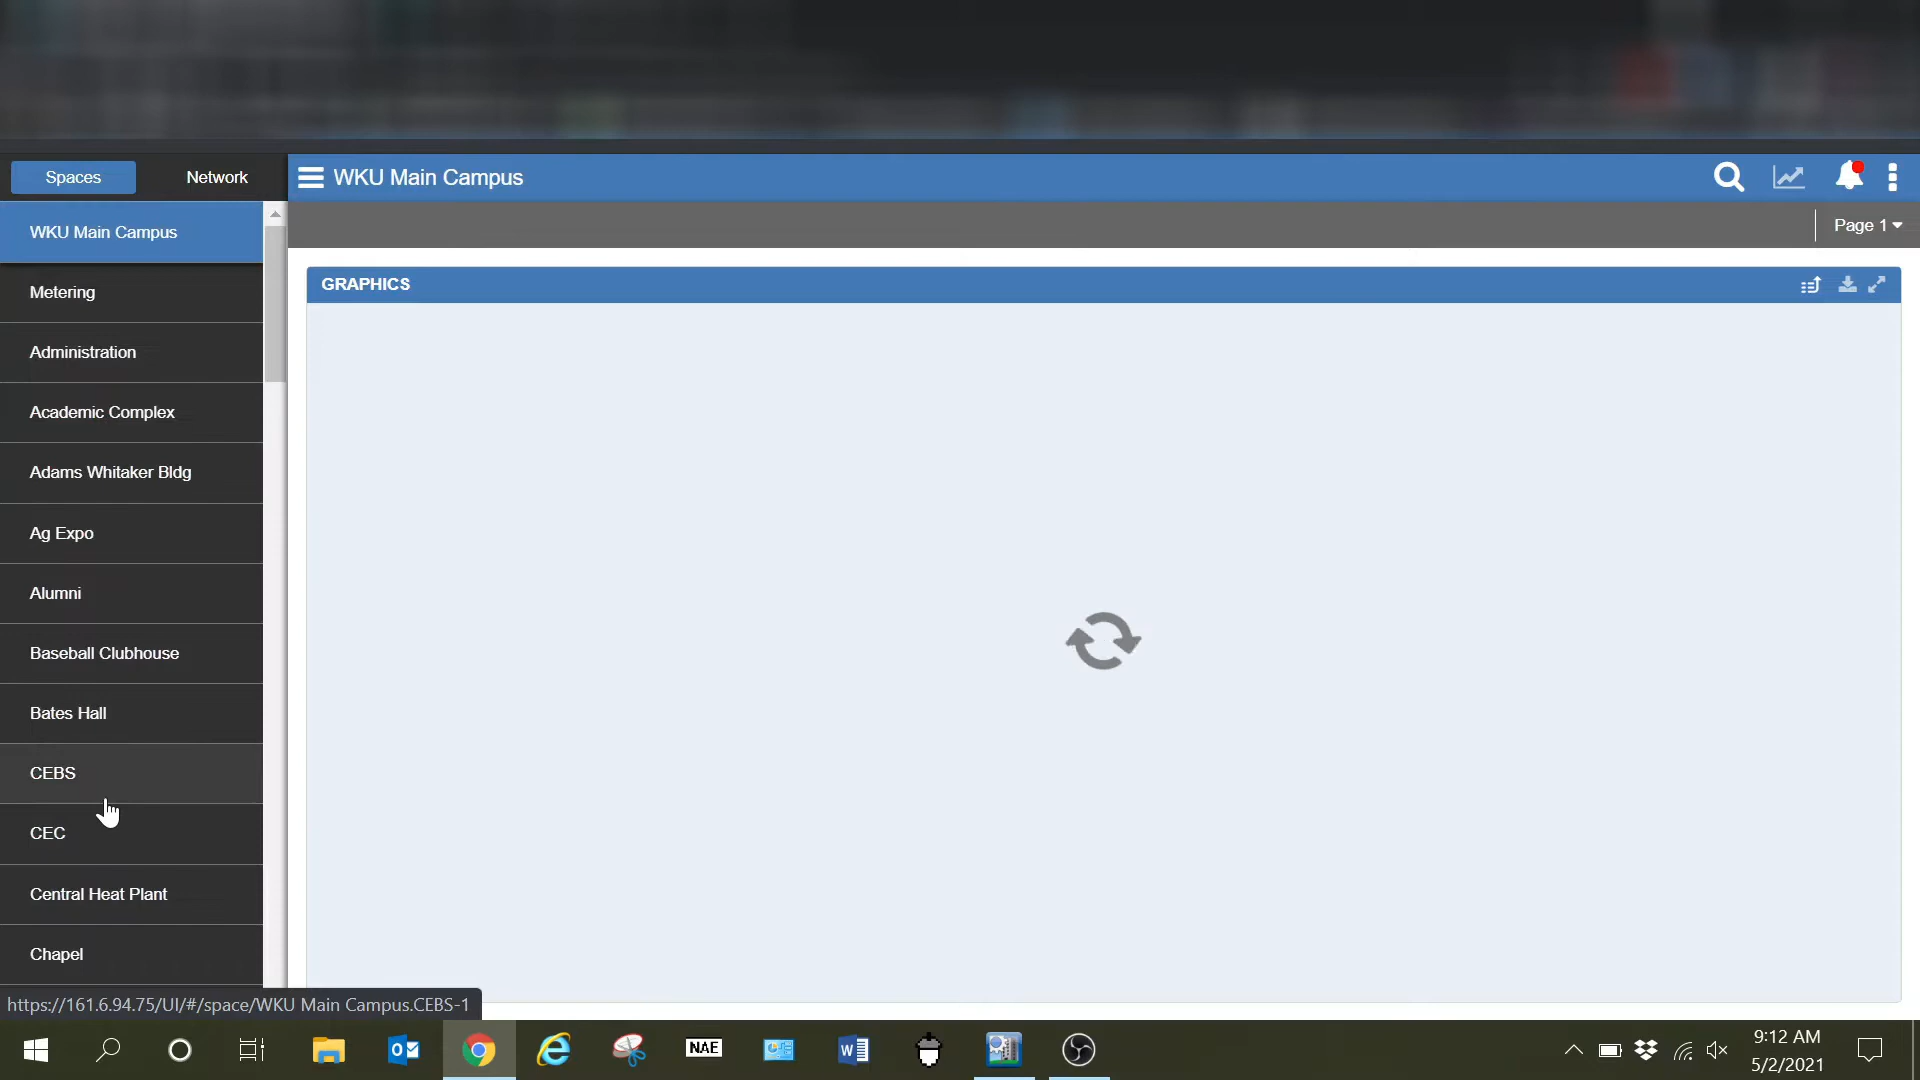 Spaces
Network
WKU Main Campus
Page 1
WKU Main Campus
Metering
Administration
Academic Complex
Adams Whitaker Bldg
Ag Expo
Alumni
Baseball Clubhouse
Bates Hall
CEBS
CEC
Central Heat Plant
Chapel
GRAPHICS
https://161.6.94.75/UI/#/space/WKU Main Campus.CEBS-1
NAE
9:12 AM
5/2/2021